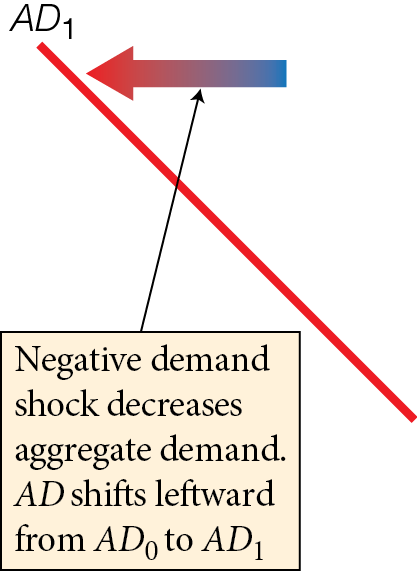 AD₁
Negative demand
shock decreases
aggregate demand.
AD shifts leftward
from AD₀ to AD₁